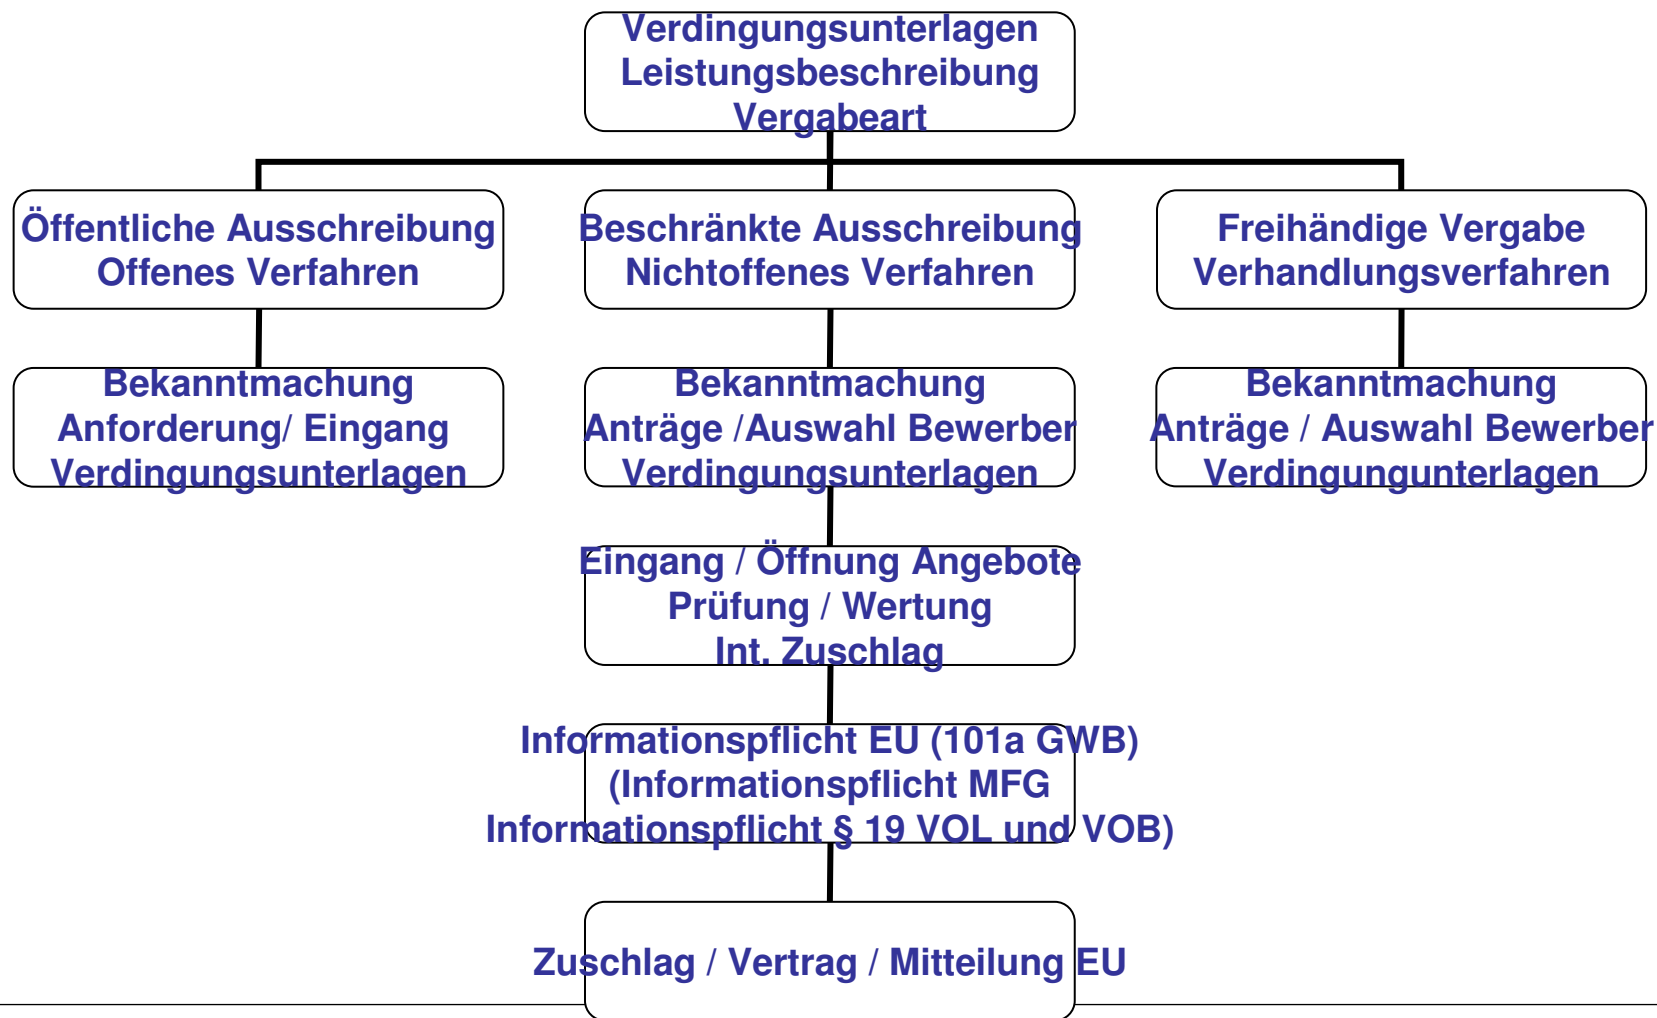 Verdingungsunterlagen
Leistungsbeschreibung
Vergabeart
Öffentliche Ausschreibung
Offenes Verfahren
Beschränkte Ausschreibung
Nichtoffenes Verfahren
Freihändige Vergabe
Verhandlungsverfahren
Bekanntmachung
Anforderung/ Eingang
Verdingungsunterlagen
Bekanntmachung
Anträge /Auswahl Bewerber
Verdingungsunterlagen
Bekanntmachung
Anträge / Auswahl Bewerber
Verdingungunterlagen
Eingang / Öffnung Angebote
Prüfung / Wertung
Int. Zuschlag
Informationspflicht EU (101a GWB)
(Informationspflicht MFG
Informationspflicht § 19 VOL und VOB)
Zuschlag / Vertrag / Mitteilung EU